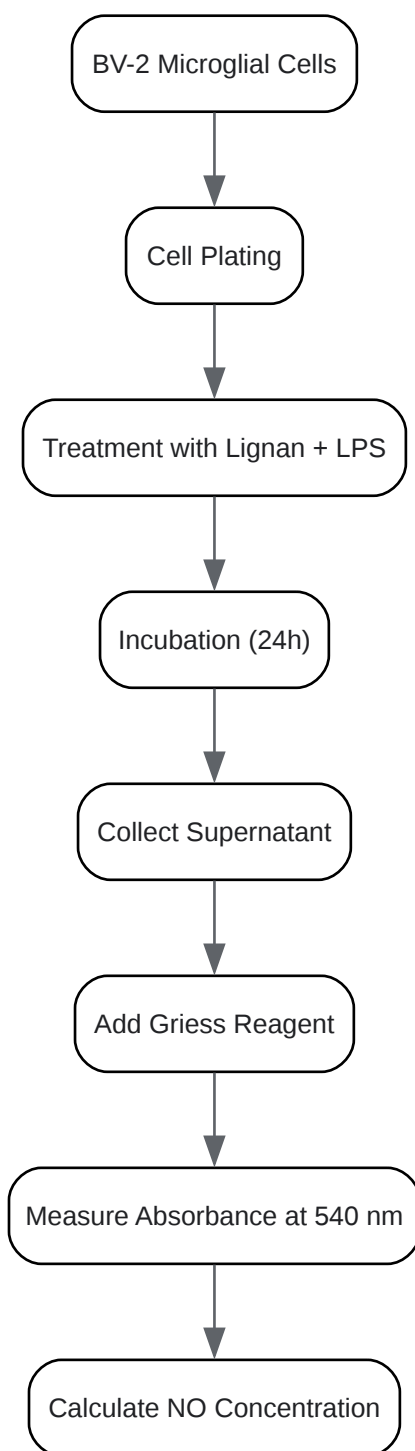 BV-2 Microglial Cells
Cell Plating
Treatment with Lignan + LPS
Incubation (24h)
Collect Supernatant
Add Griess Reagent
Measure Absorbance at 540 nm
Calculate NO Concentration